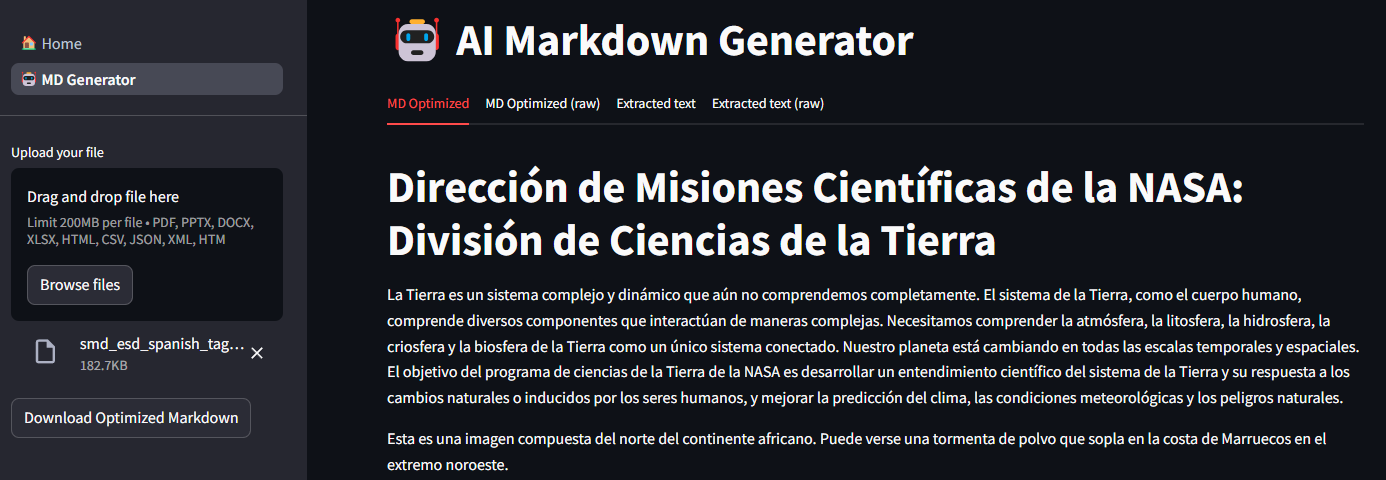 Home
MD Generator
Upload your file
Drag and drop file here
Limit 200MB per file • PDF, PPTX, DOCX,
XLSX, HTML, CSV, JSON, XML, HTM
Browse files
smd_esd_spanish_tag...
182.7KB
Download Optimized Markdown
AI Markdown Generator
MD Optimized MD Optimized (raw) Extracted text Extracted text (raw)
Dirección de Misiones Científicas de la NASA:
División de Ciencias de la Tierra
La Tierra es un sistema complejo y dinámico que aún no comprendemos completamente. El sistema de la Tierra, como el cuerpo humano,
comprende diversos componentes que interactúan de maneras complejas. Necesitamos comprender la atmósfera, la litosfera, la hidrosfera, la
criosfera y la biosfera de la Tierra como un único sistema conectado. Nuestro planeta está cambiando en todas las escalas temporales y espaciales.
El objetivo del programa de ciencias de la Tierra de la NASA es desarrollar un entendimiento científico del sistema de la Tierra y su respuesta a los
cambios naturales o inducidos por los seres humanos, y mejorar la predicción del clima, las condiciones meteorológicas y los peligros naturales.
Esta es una imagen compuesta del norte del continente africano. Puede verse una tormenta de polvo que sopla en la costa de Marruecos en el
extremo noroeste.